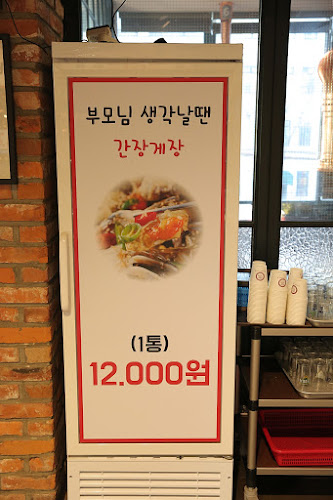 부모님 생각날땐
간장게장
(1통)
12.000원